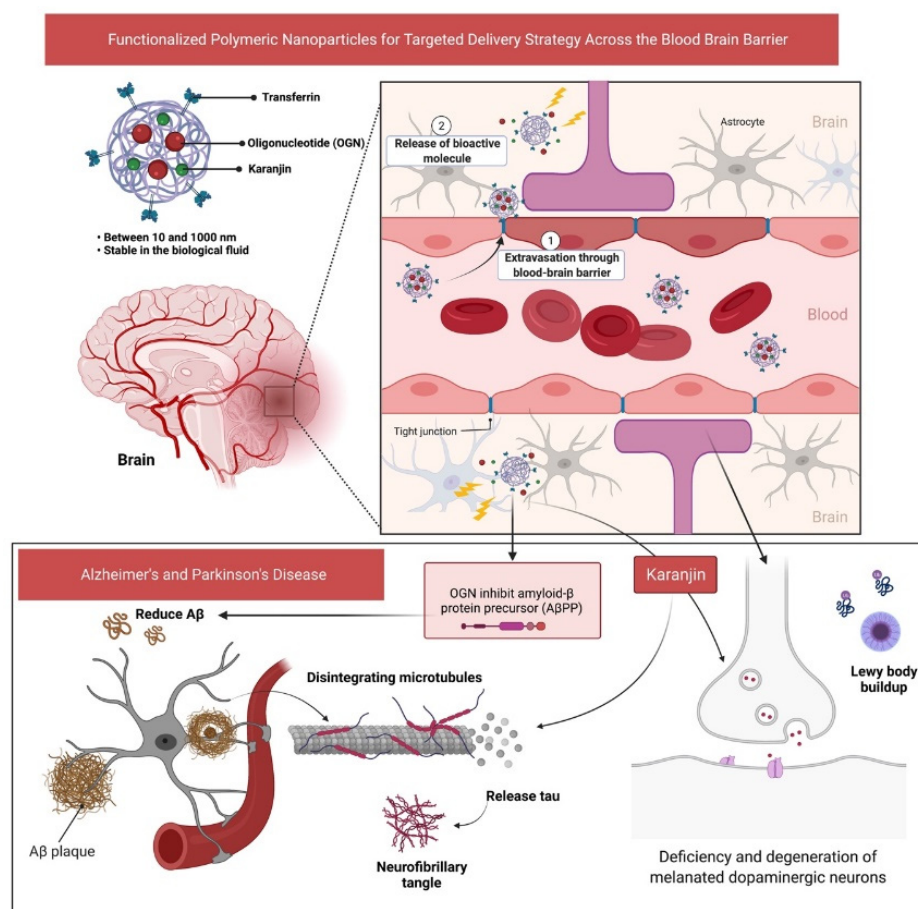 Functionalized Polymeric Nanoparticles for Targeted Delivery Strategy Across the Blood Brain Barrier
Transferrin
Oligonucleotide (OGN)
Karanjin
• Between 10 and 1000 nm
• Stable in the biological fluid
Brain
2
Release of bioactive
molecule
Astrocyte
Brain
1
Extravasation through
blood-brain barrier
Blood
Tight junction
Brain
Alzheimer's and Parkinson's Disease
Reduce Aβ
OGN inhibit amyloid-β
protein precursor (AβPP)
Karanjin
Lewy body
buildup
Disintegrating microtubules
Release tau
Aβ plaque
Neurofibrillary
tangle
Deficiency and degeneration of
melanated dopaminergic neurons